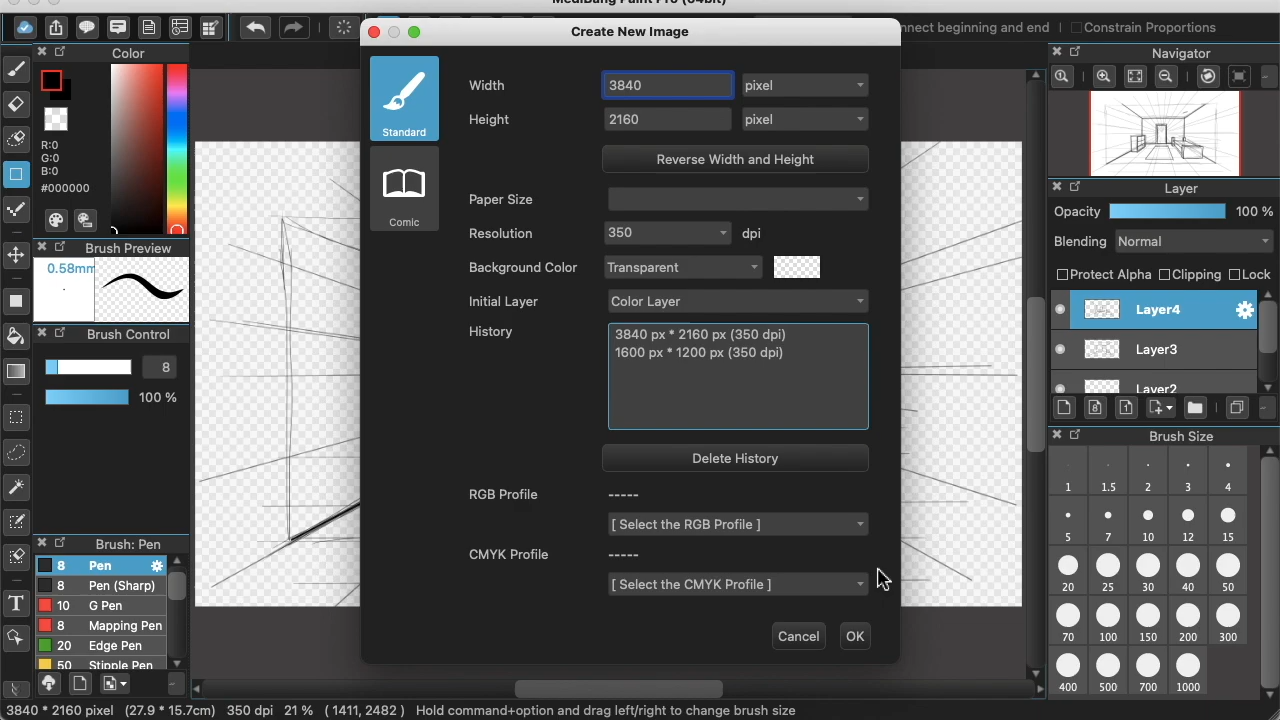 MediBang Paint Pro (64bit)
nnect beginning and end
Constrain Proportions
Color
R:0
G:0
B:0
#000000
Brush Preview
0.58mm
Brush Control
8
100 %
Brush: Pen
8 Pen
8 Pen (Sharp)
10 G Pen
8 Mapping Pen
20 Edge Pen
50 Stipple Pen
T
Create New Image
Standard
Comic
Width 3840 pixel
Height 2160 pixel
Reverse Width and Height
Paper Size
Resolution 350 dpi
Background Color Transparent
Initial Layer Color Layer
History
3840 px * 2160 px (350 dpi)
1600 px * 1200 px (350 dpi)
Delete History
RGB Profile -----
[ Select the RGB Profile ]
CMYK Profile -----
[ Select the CMYK Profile ]
Cancel OK
Navigator
Layer
Opacity 100 %
Blending Normal
Protect Alpha Clipping Lock
Layer4
Layer3
Layer2
8 1
Brush Size
1 1.5 2 3 4
5 7 10 12 15
20 25 30 40 50
70 100 150 200 300
400 500 700 1000
3840 * 2160 pixel (27.9 * 15.7cm) 350 dpi 21 % ( 1411, 2482 ) Hold command+option and drag left/right to change brush size